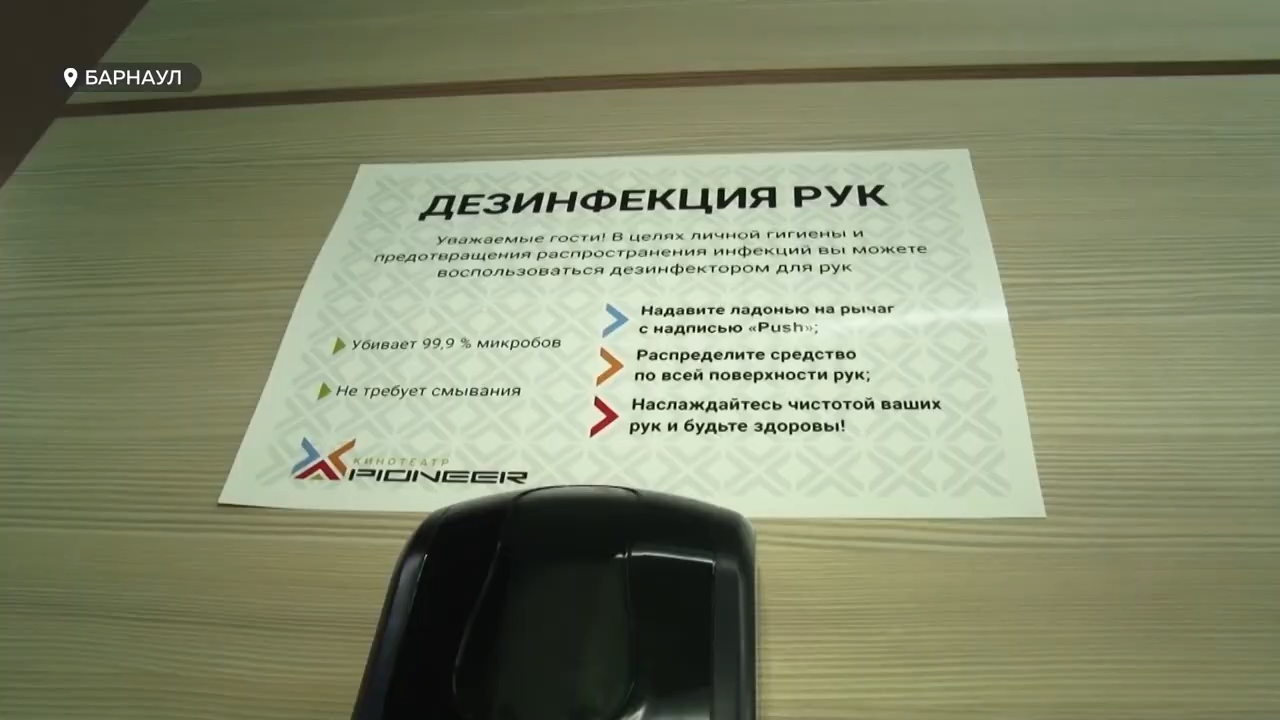 БАРНАУЛ
ДЕЗИНФЕКЦИЯ РУК
Уважаемые гости! В целях личной гигиены и
предотвращения распространения инфекций вы можете
воспользоваться дезинфектором для рук
Убивает 99,9 % микробов
Не требует смывания
Надавите ладонью на рычаг
с надписью «Push»;
Распределите средство
по всей поверхности рук;
Наслаждайтесь чистотой ваших
рук и будьте здоровы!
КИНОТЕАТР
PIONEER